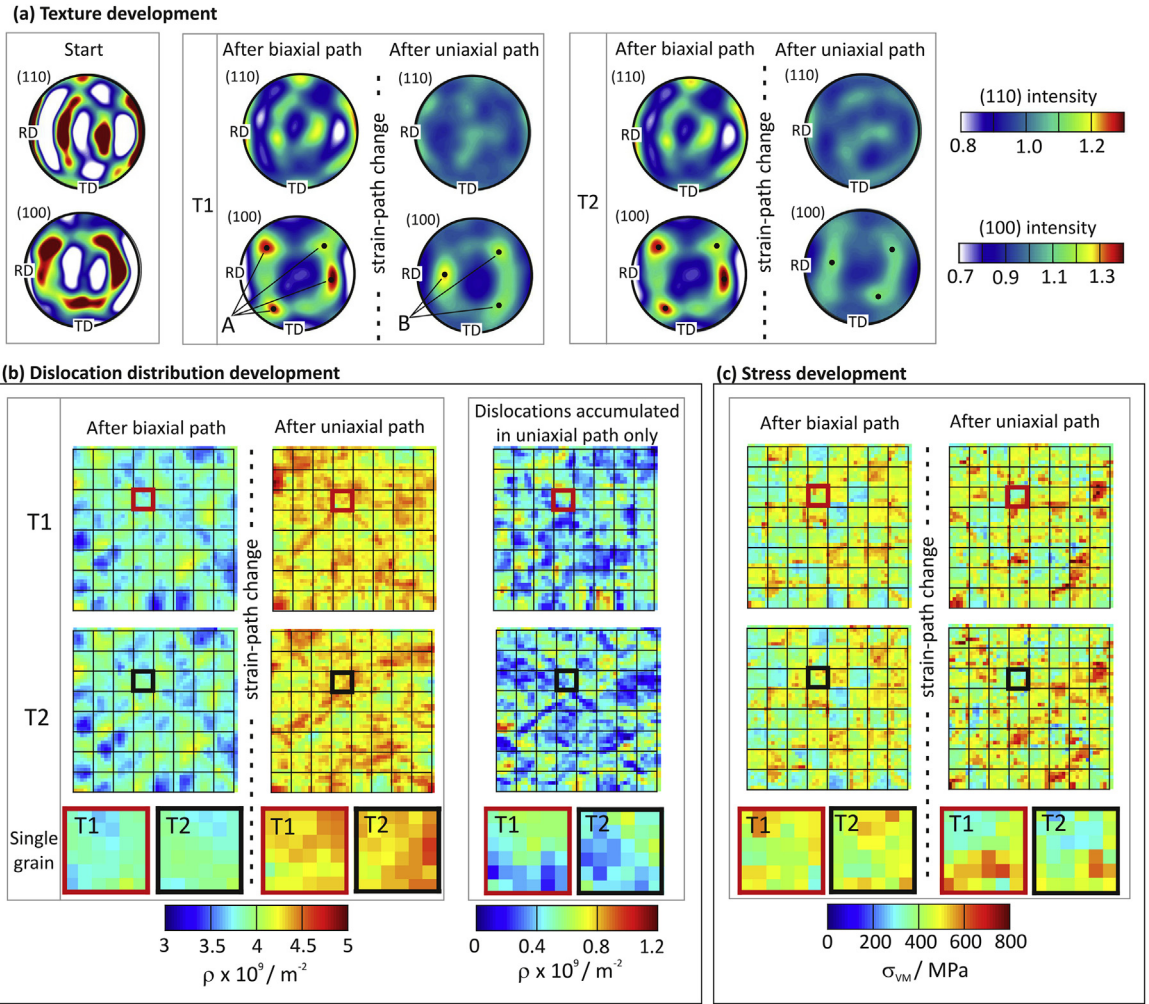 (a) Texture development
Start
After biaxial path
After uniaxial path
After biaxial path
After uniaxial path
(110)
(110)
(110)
(110)
(110)
RD
RD
RD
RD
RD
TD
TD
TD
TD
TD
T1
T2
strain-path change
strain-path change
(100)
(100)
(100)
(100)
(100)
RD
RD
RD
RD
RD
TD
TD
TD
TD
TD
A
B
(110) intensity
0.8 1.0 1.2
(100) intensity
0.7 0.9 1.1 1.3
(b) Dislocation distribution development
After biaxial path
After uniaxial path
Dislocations accumulated
in uniaxial path only
T1
T2
strain-path change
Single
grain
T1
T2
T1
T2
T1
T2
3 3.5 4 4.5 5
ρ x 10⁹ / m⁻²
0 0.4 0.8 1.2
ρ x 10⁹ / m⁻²
(c) Stress development
After biaxial path
After uniaxial path
strain-path change
T1
T2
T1
T2
0 200 400 600 800
σVM / MPa